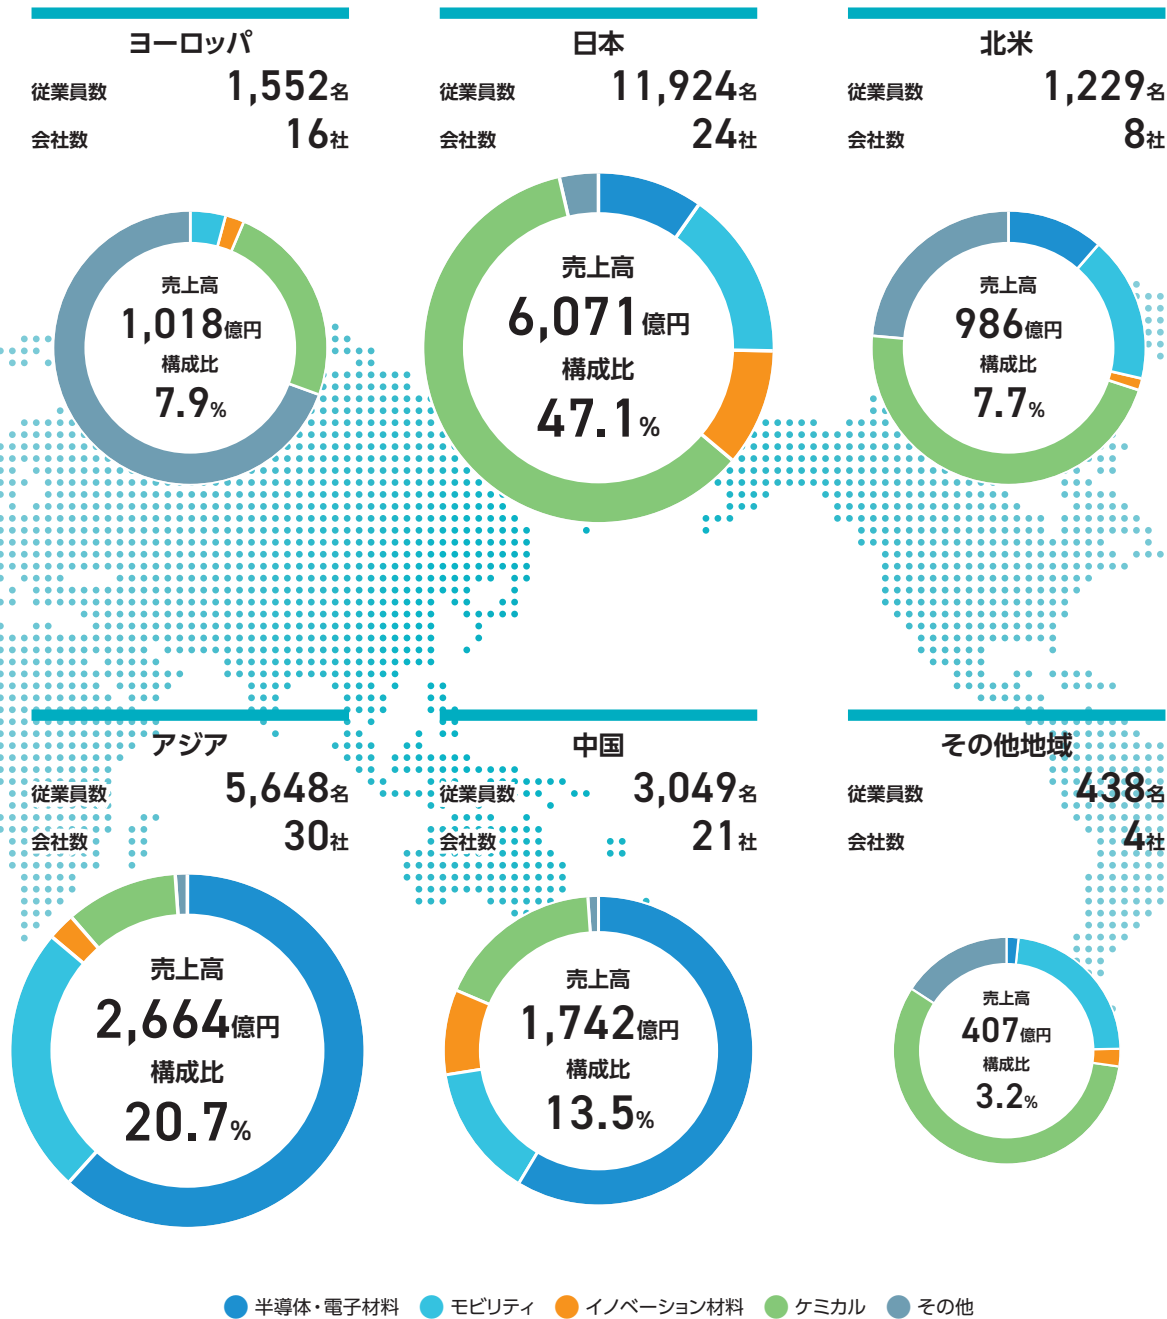 ヨーロッパ
従業員数 1,552名
会社数 16社
売上高
1,018億円
構成比
7.9%
日本
従業員数 11,924名
会社数 24社
売上高
6,071億円
構成比
47.1%
北米
従業員数 1,229名
会社数 8社
売上高
986億円
構成比
7.7%
アジア
従業員数 5,648名
会社数 30社
売上高
2,664億円
構成比
20.7%
中国
従業員数 3,049名
会社数 21社
売上高
1,742億円
構成比
13.5%
その他地域
従業員数 438名
会社数 4社
売上高
407億円
構成比
3.2%
半導体・電子材料 モビリティ イノベーション材料 ケミカル その他